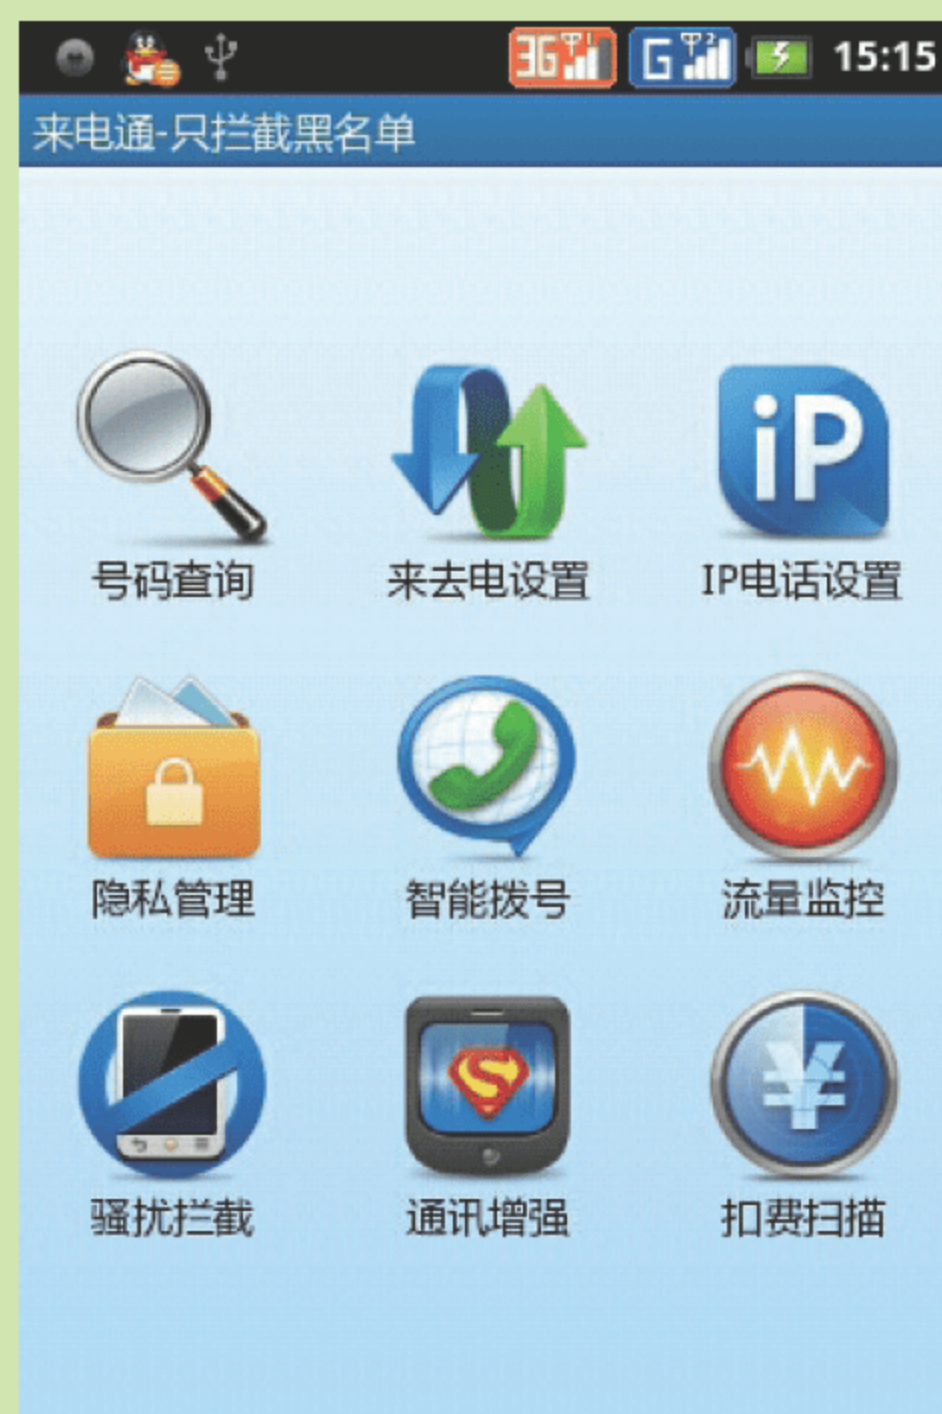 3G 1 G 2 15:15
来电通-只拦截黑名单
iP
号码查询 来去电设置 IP电话设置
隐私管理 智能拨号 流量监控
S ¥
骚扰拦截 通讯增强 扣费扫描